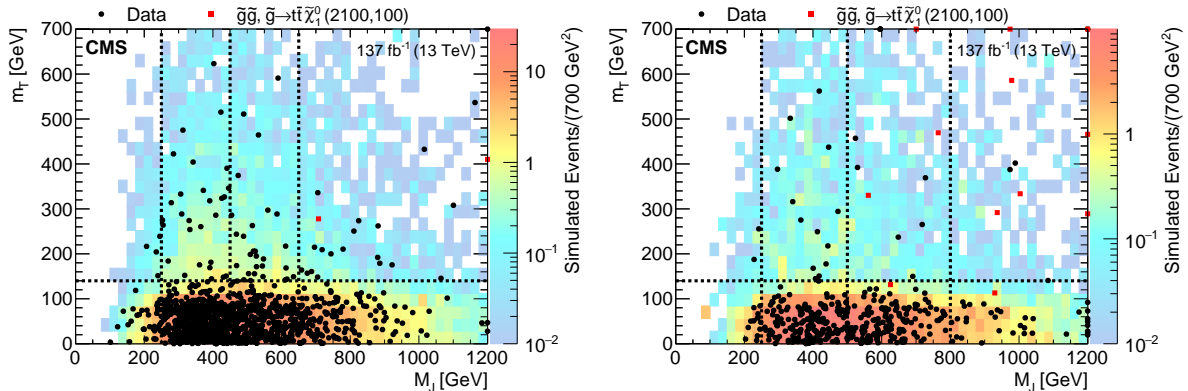 ● Data ■ g̃g̃, g̃→tt̄ χ̃⁰₁ (2100,100)
CMS
137 fb⁻¹ (13 TeV)
m_T [GeV]
700
600
500
400
300
200
100
0
0 200 400 600 800 1000 1200
M_J [GeV]
10
1
10⁻¹
10⁻²
Simulated Events/(700 GeV²)
● Data ■ g̃g̃, g̃→tt̄ χ̃⁰₁ (2100,100)
CMS
137 fb⁻¹ (13 TeV)
m_T [GeV]
700
600
500
400
300
200
100
0
0 200 400 600 800 1000 1200
M_J [GeV]
1
10⁻¹
10⁻²
Simulated Events/(700 GeV²)